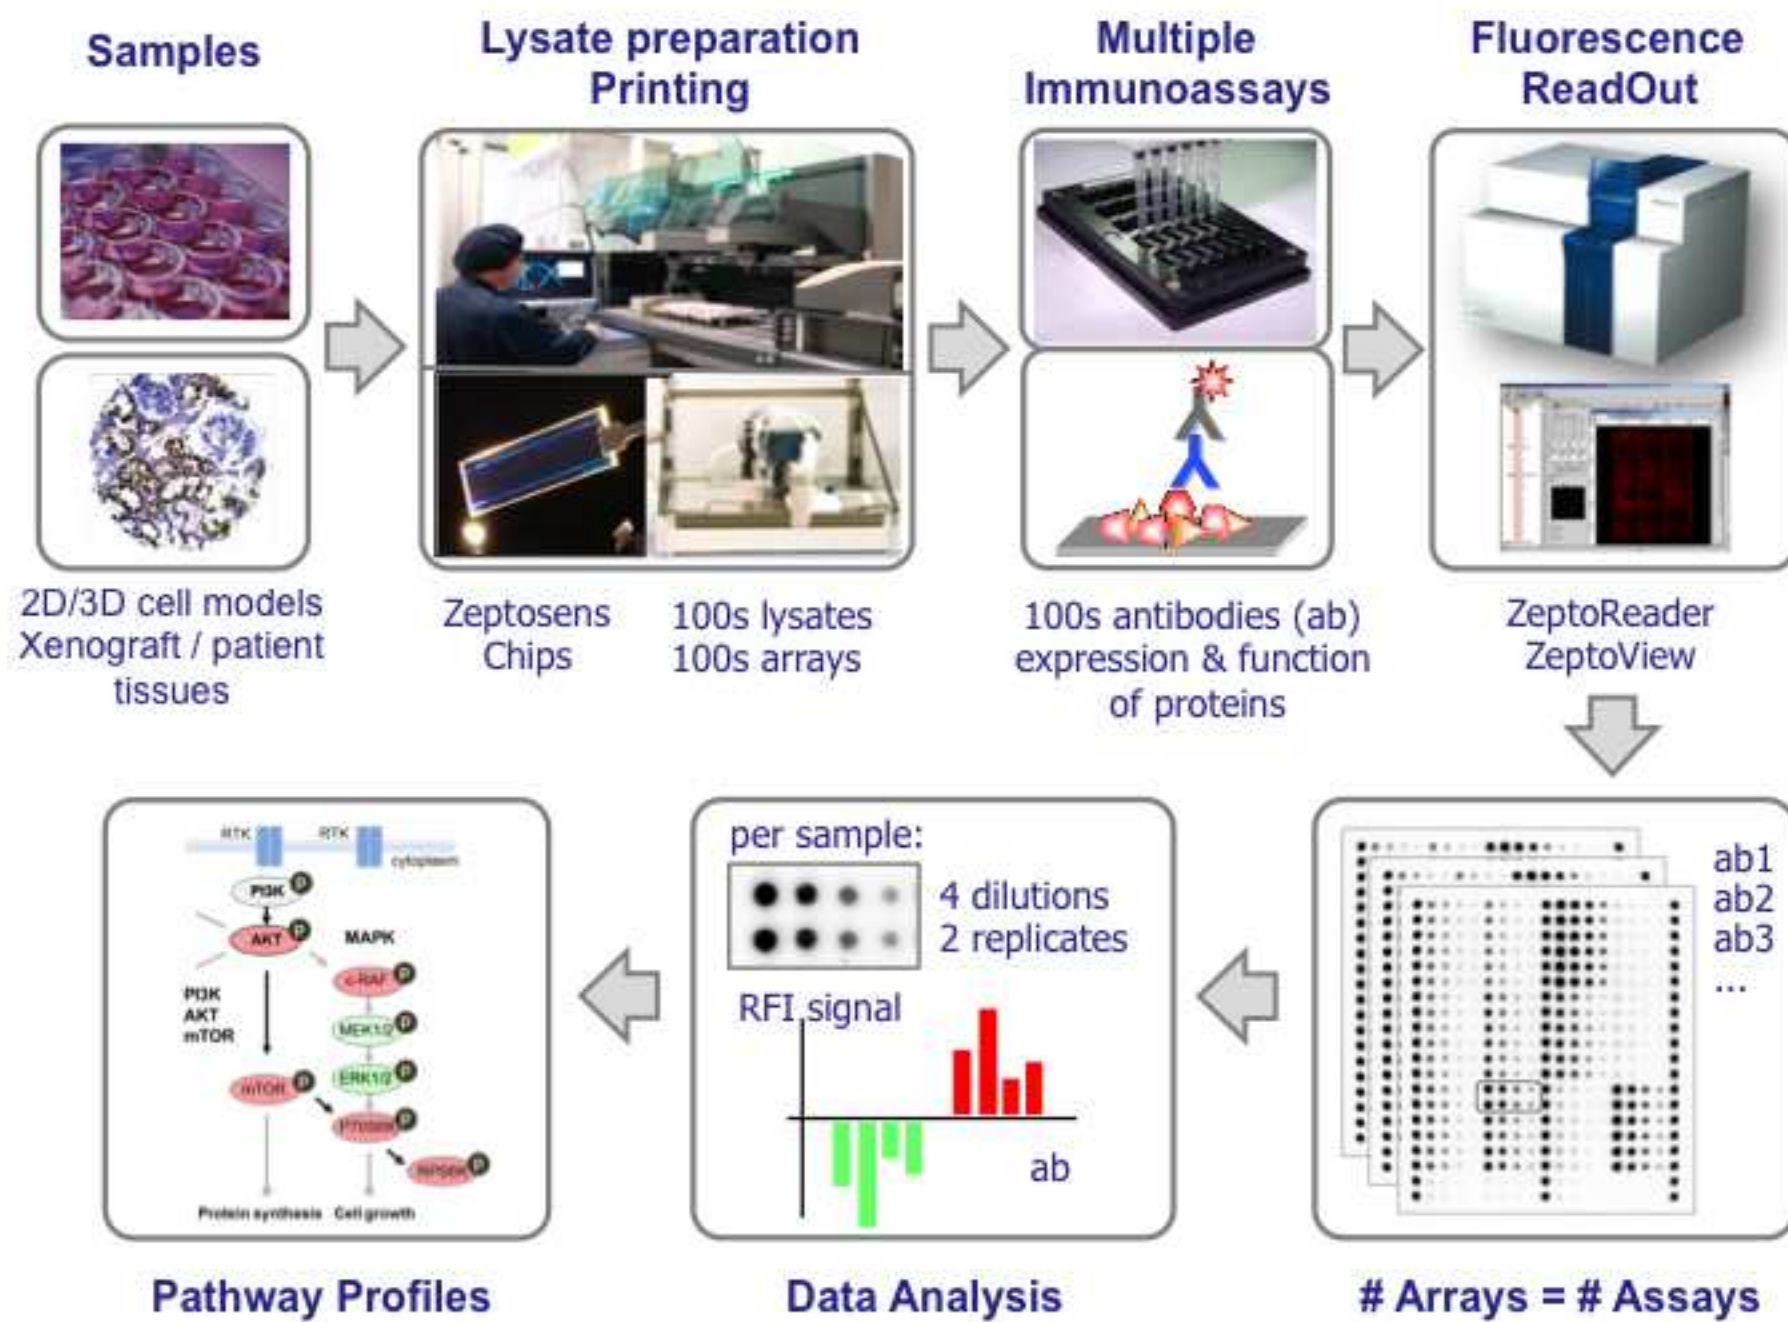 Samples
Lysate preparation
Printing
Multiple
Immunoassays
Fluorescence
ReadOut
2D/3D cell models
Xenograft / patient
tissues
Zeptosens
Chips
100s lysates
100s arrays
100s antibodies (ab)
expression & function
of proteins
ZeptoReader
ZeptoView
ab1
ab2
ab3
...
# Arrays = # Assays
per sample:
4 dilutions
2 replicates
RFI signal
ab
Data Analysis
RTK
RTK
cytoplasm
PI3K
P
AKT
P
MAPK
c-RAF
P
PI3K
AKT
mTOR
MEK1/2
P
ERK1/2
P
mTOR
P
P
P
Protein synthesis
Cell growth
Pathway Profiles